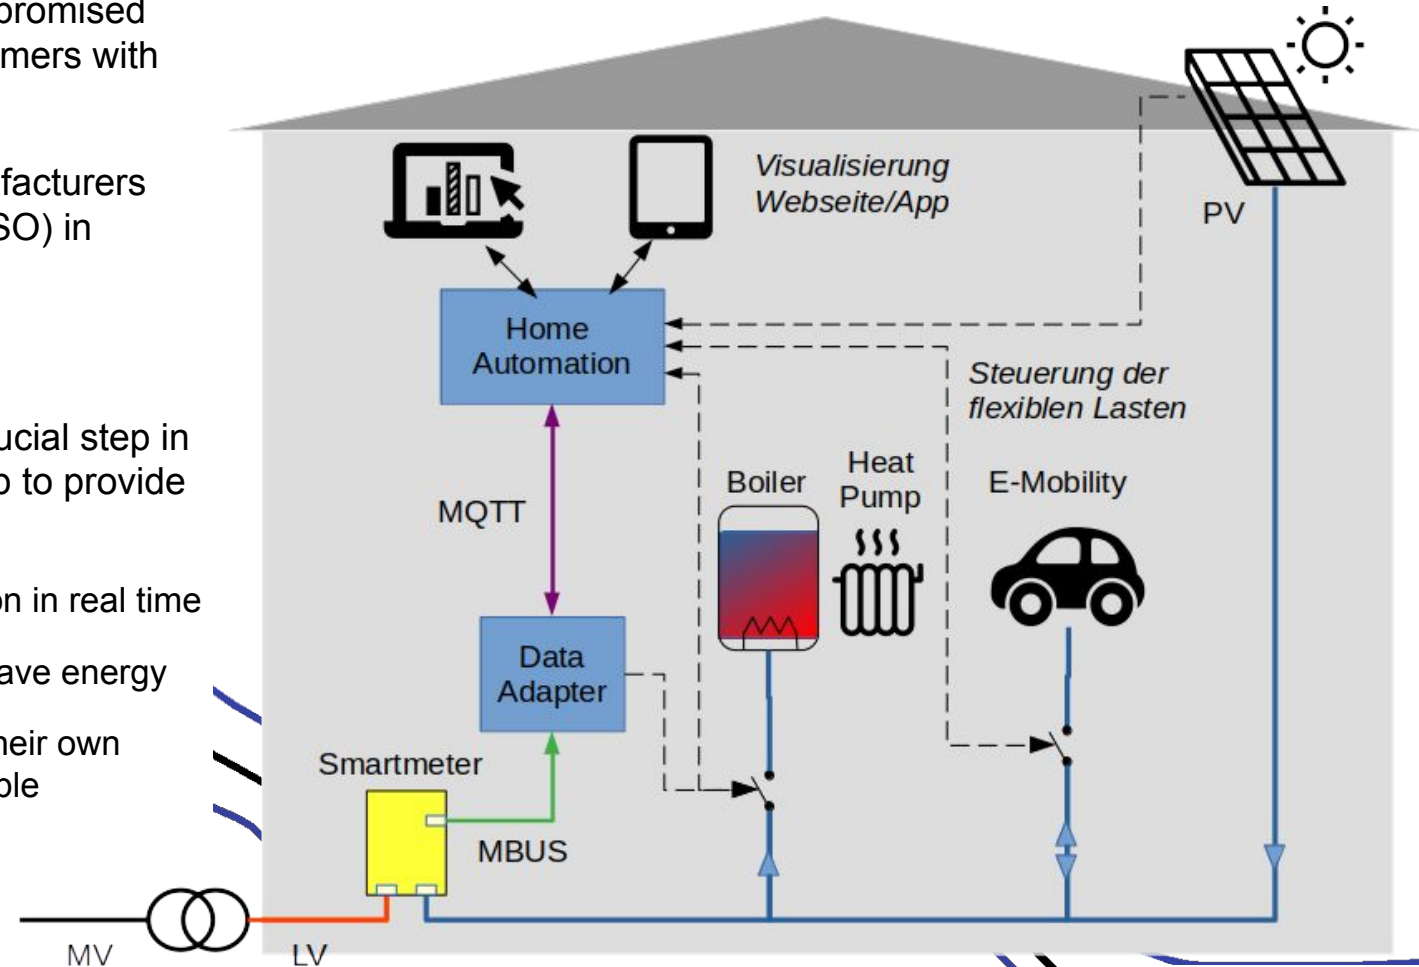 promised
mers with
facturers
SO) in
ucial step in
o to provide
on in real time
ave energy
heir own
ble
Visualisierung
Webseite/App
PV
Home
Automation
Steuerung der
flexiblen Lasten
MQTT
Boiler
Heat
Pump
E-Mobility
Data
Adapter
Smartmeter
MBUS
MV
LV